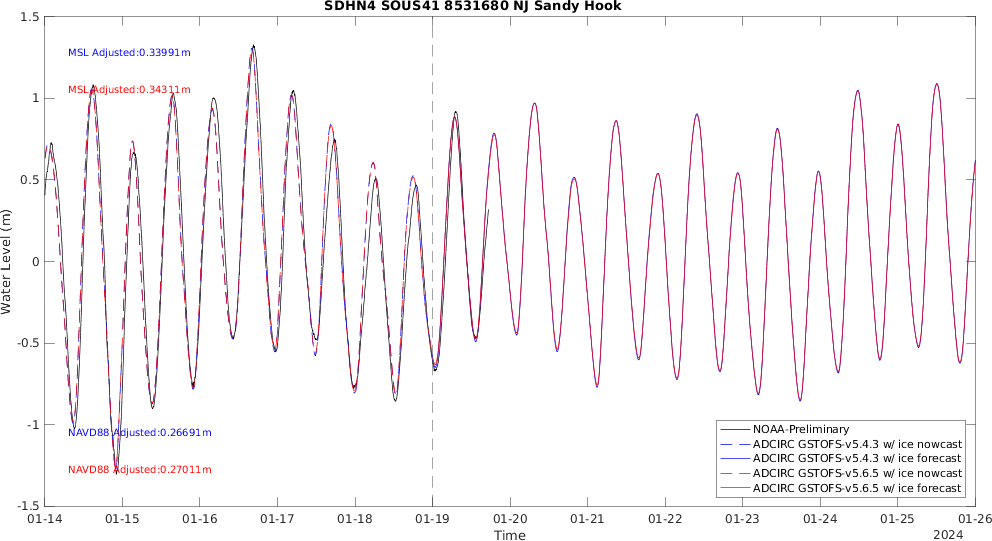 SDHN4 SOUS41 8531680 NJ Sandy Hook
1.5
1
0.5
0
-0.5
-1
-1.5
Water Level (m)
MSL Adjusted:0.33991m
MSL Adjusted:0.34311m
NAVD88 Adjusted:0.26691m
NAVD88 Adjusted:0.27011m
NOAA-Preliminary
ADCIRC GSTOFS-v5.4.3 w/ ice nowcast
ADCIRC GSTOFS-v5.4.3 w/ ice forecast
ADCIRC GSTOFS-v5.6.5 w/ ice nowcast
ADCIRC GSTOFS-v5.6.5 w/ ice forecast
01-14 01-15 01-16 01-17 01-18 01-19 01-20 01-21 01-22 01-23 01-24 01-25 01-26
Time
2024